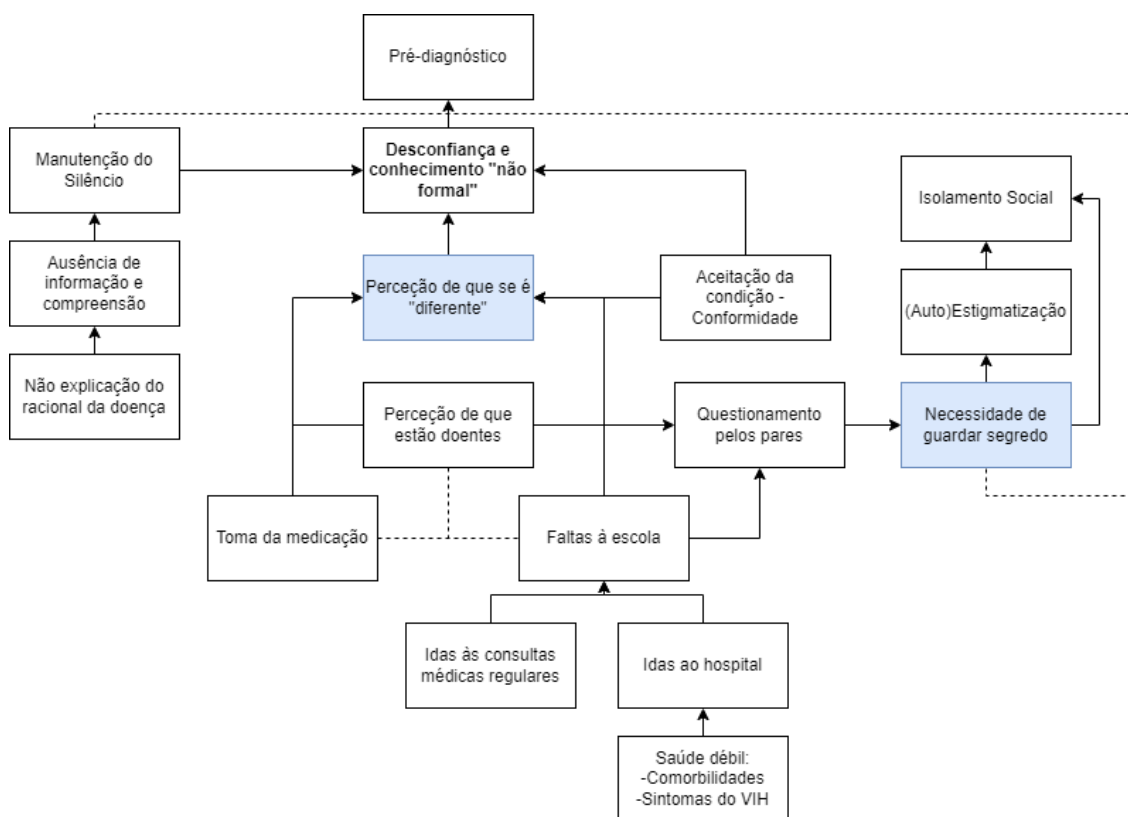 Pré-diagnóstico
Manutenção do
Silêncio
Desconfiança e
conhecimento "não
formal"
Isolamento Social
Ausência de
informação e
compreensão
Perceção de que se é
"diferente"
Aceitação da
condição -
Conformidade
(Auto)Estigmatização
Não explicação do
racional da doença
Perceção de que
estão doentes
Questionamento
pelos pares
Necessidade de
guardar segredo
Toma da medicação
Faltas à escola
Idas às consultas
médicas regulares
Idas ao hospital
Saúde débil:
-Comorbilidades
-Sintomas do VIH